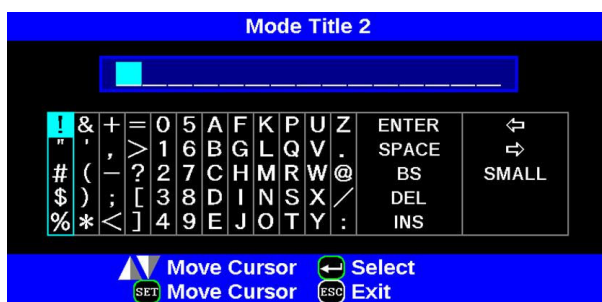 Mode Title 2
! & + = 0 5 A F K P U Z ENTER ⇦
" ' , > 1 6 B G L Q V . SPACE ⇨
# ( − ? 2 7 C H M R W @ BS SMALL
$ ) ; [ 3 8 D I N S X / DEL
% * < ] 4 9 E J O T Y : INS
Move Cursor Select
SET Move Cursor ESC Exit